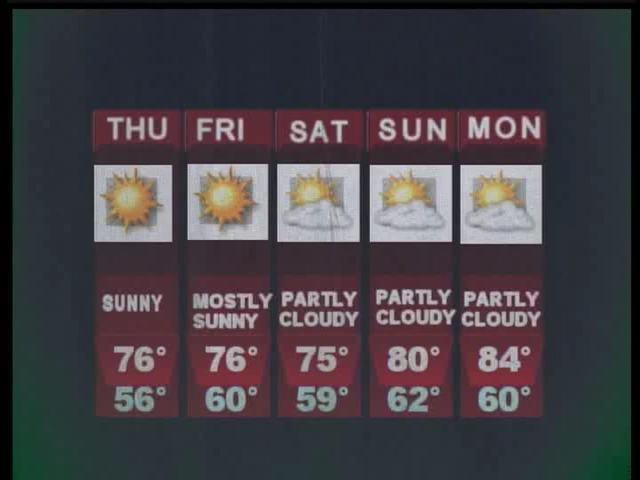 THU FRI SAT SUN MON
SUNNY MOSTLY SUNNY PARTLY CLOUDY PARTLY CLOUDY PARTLY CLOUDY
76° 76° 75° 80° 84°
56° 60° 59° 62° 60°